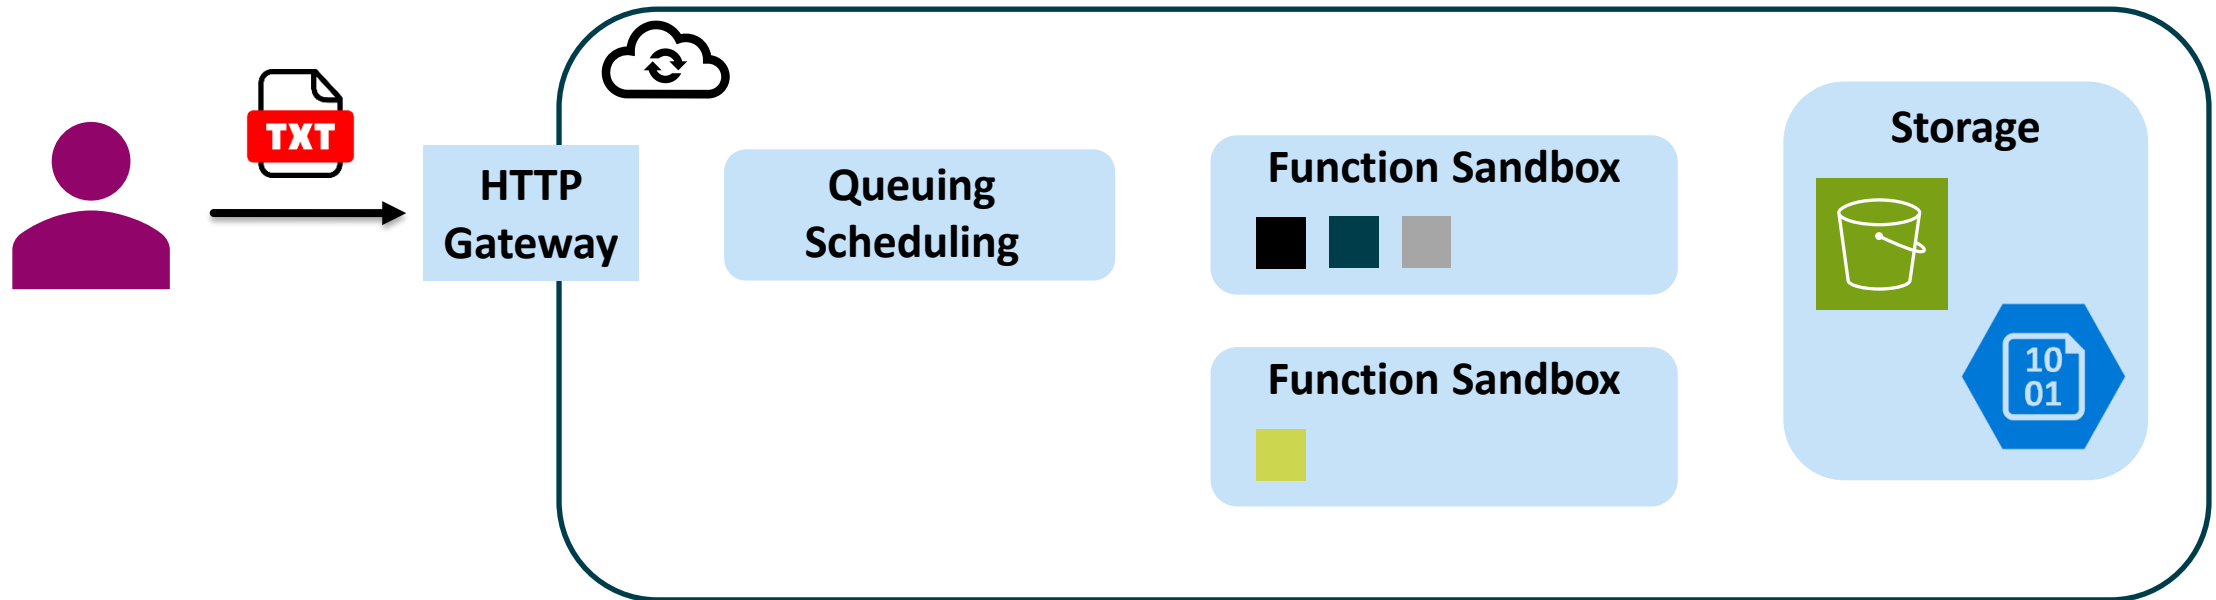 TXT
HTTP
Gateway
Queuing
Scheduling
Function Sandbox
Function Sandbox
Storage
10
01